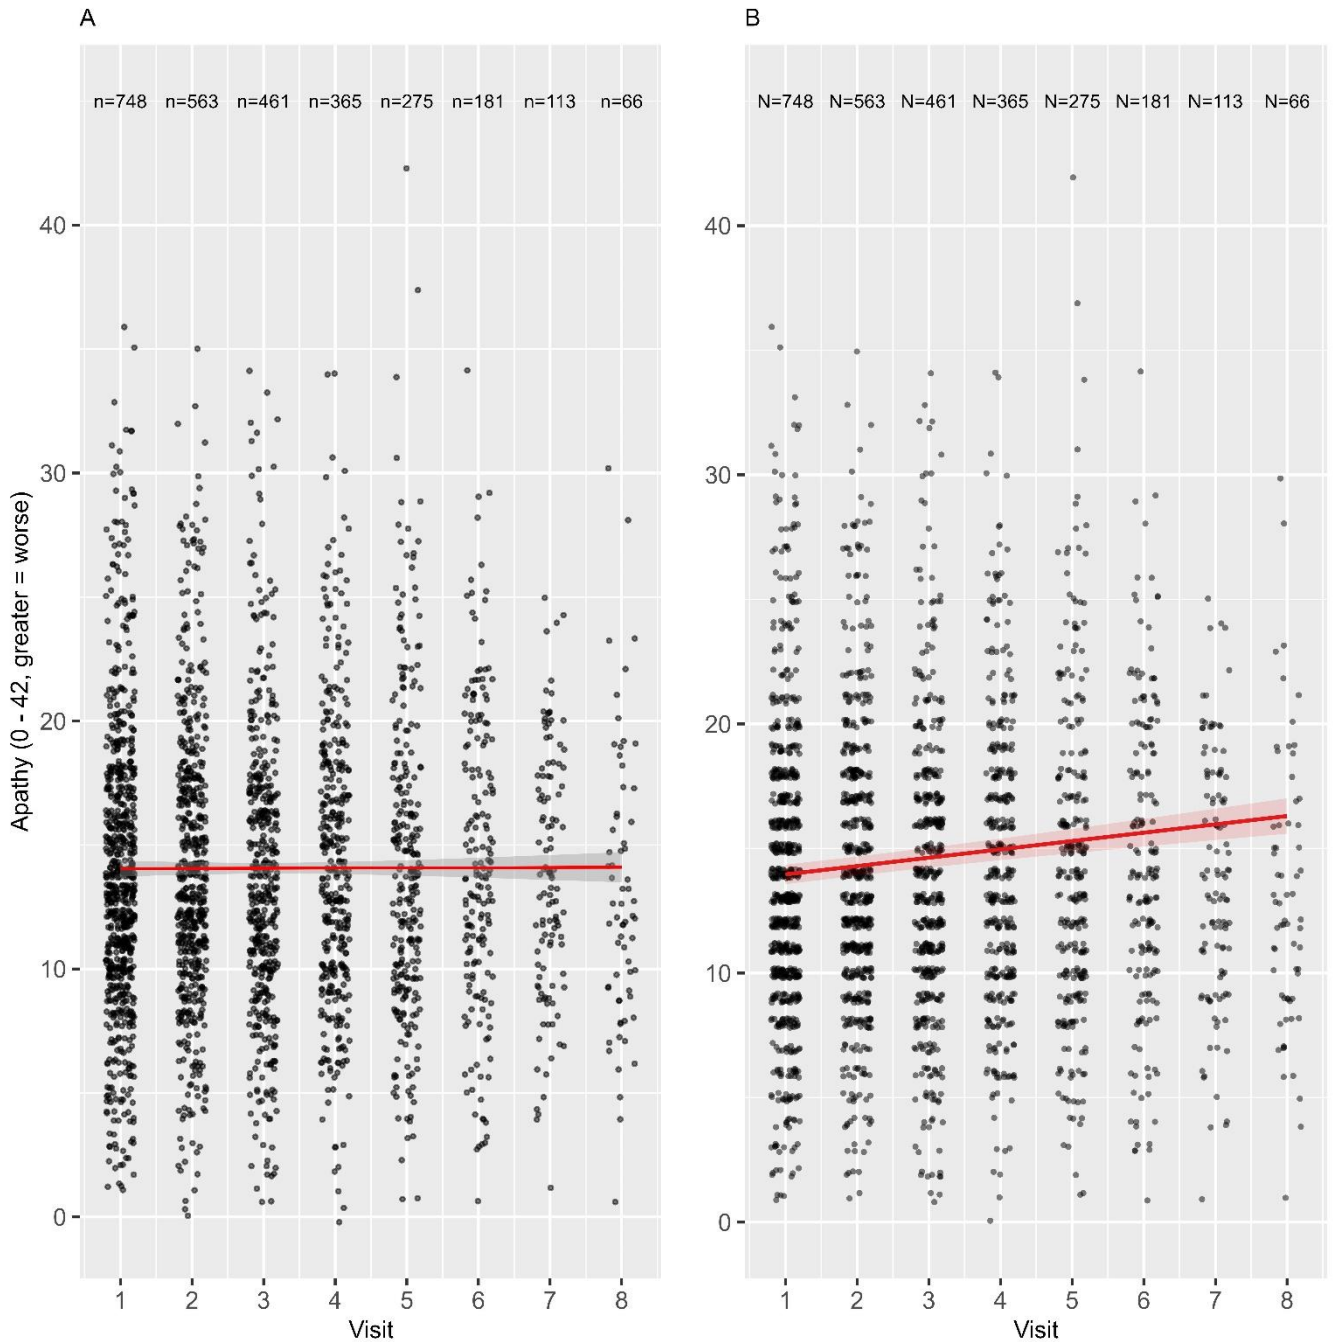 A
B
n=748 n=563 n=461 n=365 n=275 n=181 n=113 n=66
N=748 N=563 N=461 N=365 N=275 N=181 N=113 N=66
Apathy (0 - 42, greater = worse)
40
30
20
10
0
40
30
20
10
0
1 2 3 4 5 6 7 8
1 2 3 4 5 6 7 8
Visit
Visit